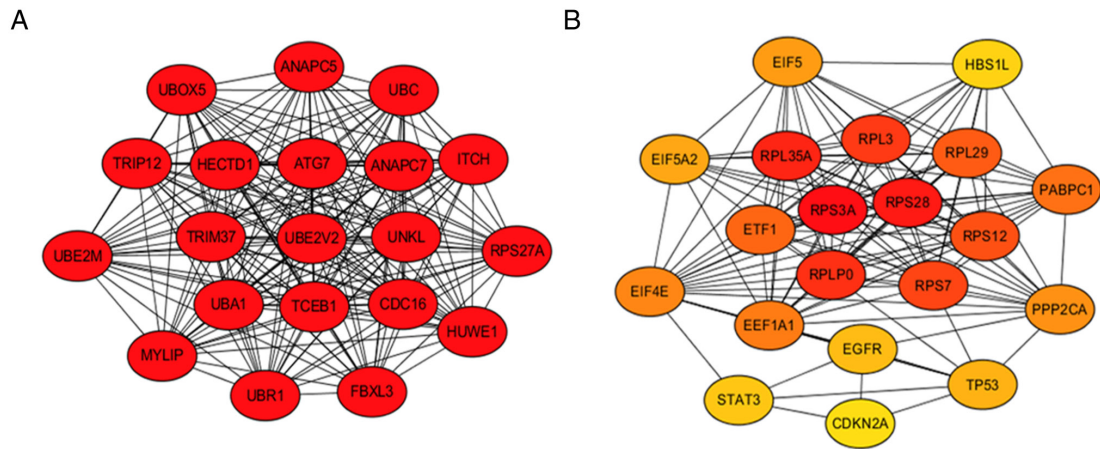 A
ANAPC5
UBOX5
UBC
TRIP12
HECTD1
ATG7
ANAPC7
ITCH
TRIM37
UBE2V2
UNKL
UBE2M
RPS27A
UBA1
TCEB1
CDC16
HUWE1
MYLIP
UBR1
FBXL3
B
EIF5
HBS1L
EIF5A2
RPL35A
RPL3
RPL29
PABPC1
RPS3A
RPS28
ETF1
RPS12
EIF4E
RPLP0
RPS7
PPP2CA
EEF1A1
EGFR
STAT3
TP53
CDKN2A